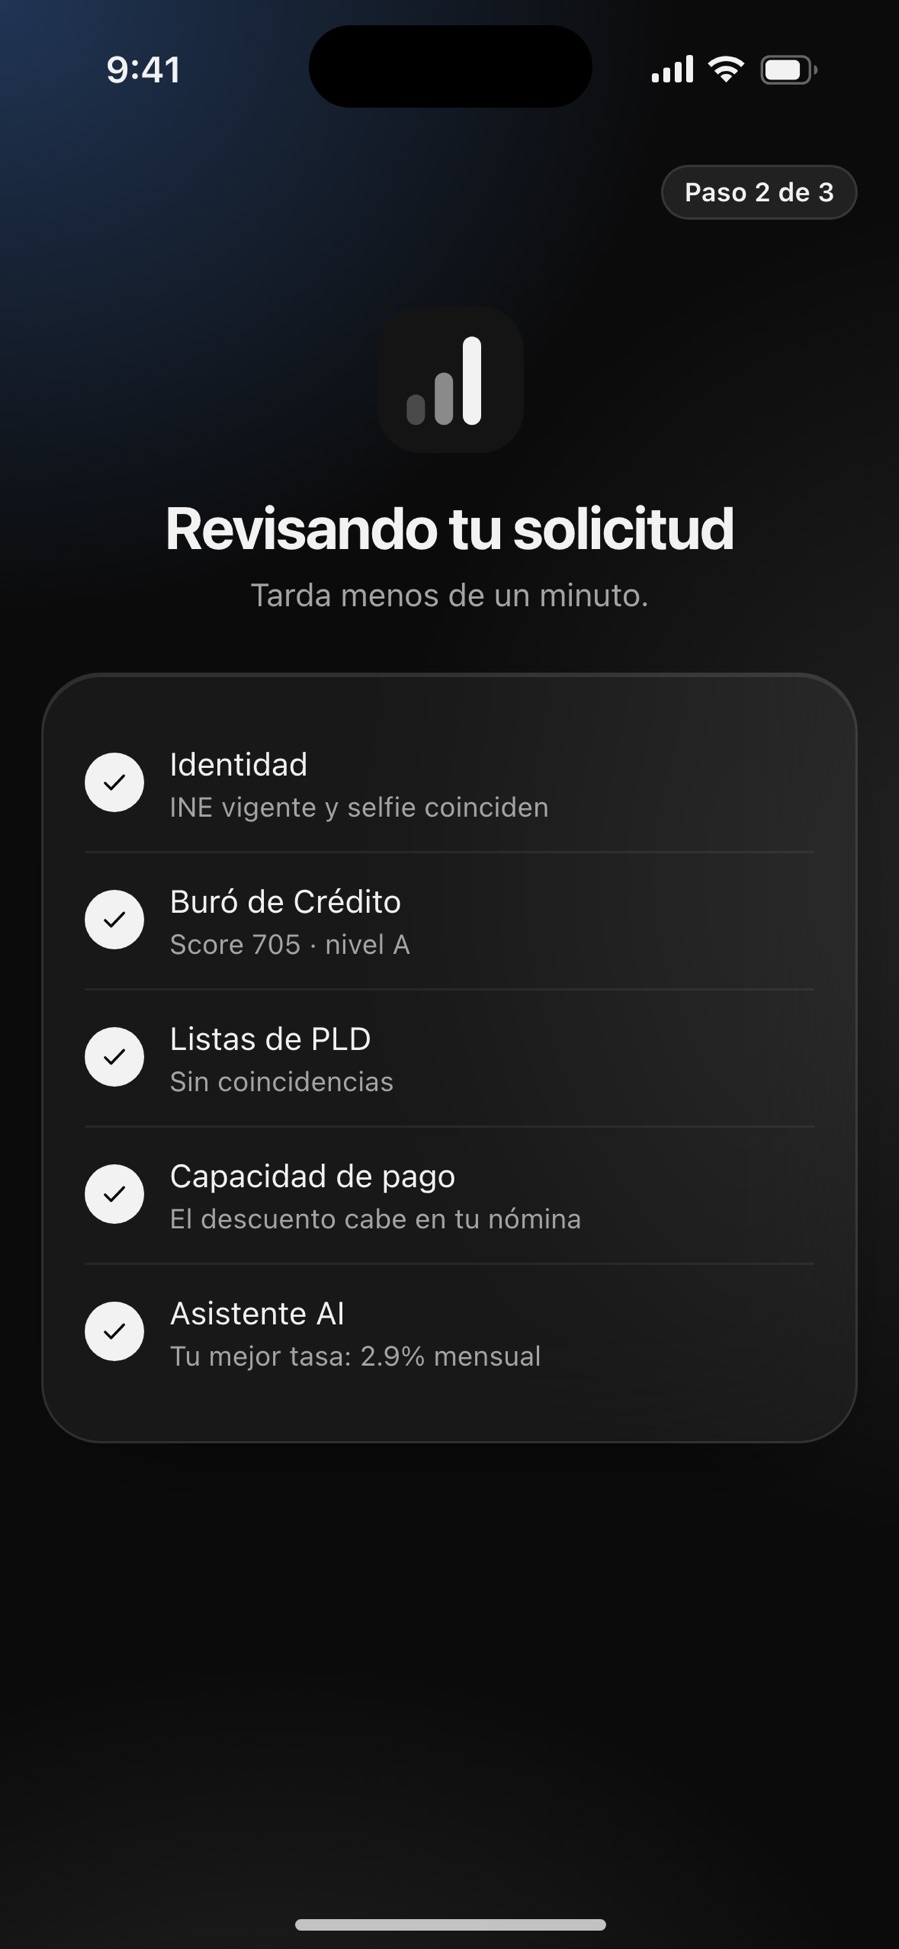 9:41
Paso 2 de 3
Revisando tu solicitud
Tarda menos de un minuto.
Identidad
INE vigente y selfie coinciden
Buró de Crédito
Score 705 · nivel A
Listas de PLD
Sin coincidencias
Capacidad de pago
El descuento cabe en tu nómina
Asistente AI
Tu mejor tasa: 2.9% mensual